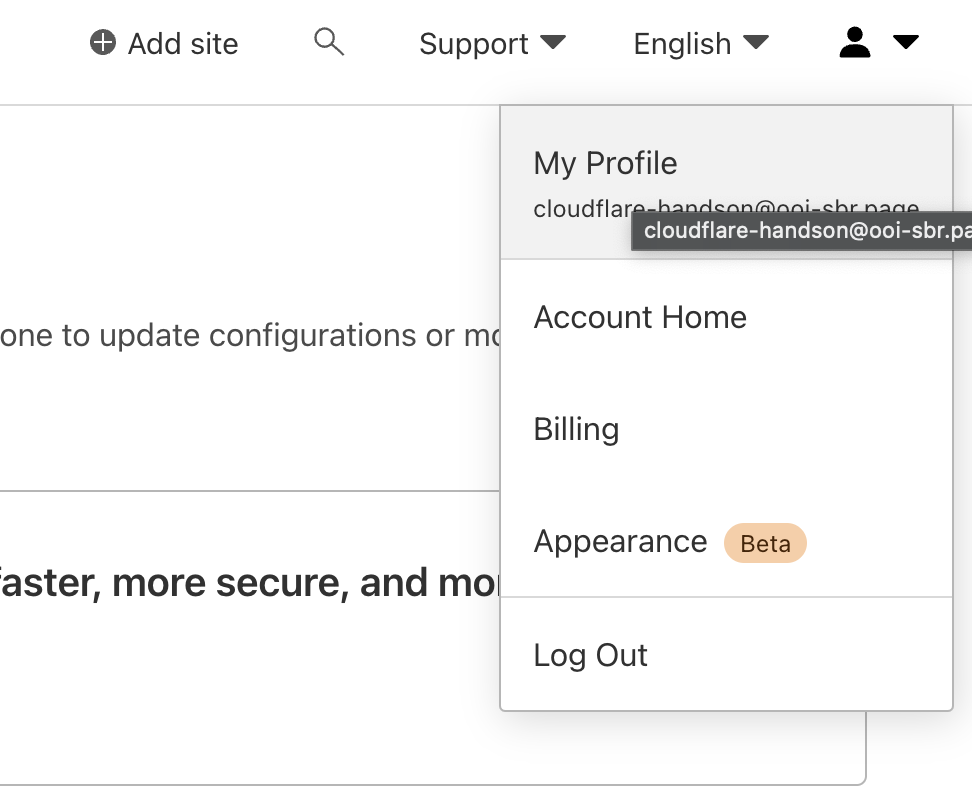 Add site
Support
English
My Profile
cloudflare-handson@ooi-sbr.page
cloudflare-handson@ooi-sbr.pa
Account Home
one to update configurations or mo
Billing
Appearance Beta
faster, more secure, and mor
Log Out